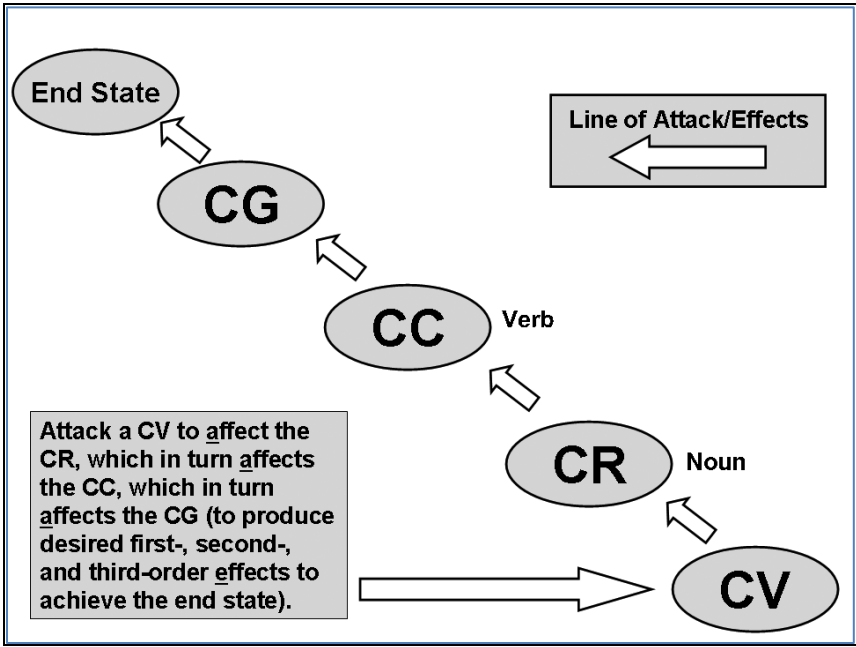 End State
Line of Attack/Effects
CG
CC
Verb
CR
Noun
Attack a CV to affect the
CR, which in turn affects
the CC, which in turn
affects the CG (to produce
desired first-, second-,
and third-order effects to
achieve the end state).
CV